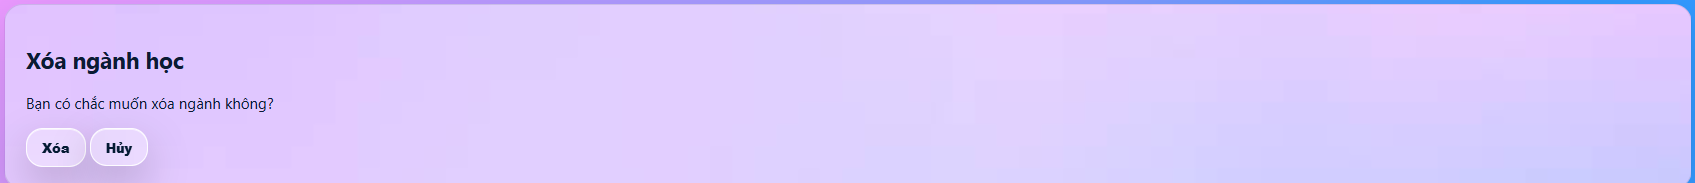 Xóa ngành học
Bạn có chắc muốn xóa ngành không?
Xóa Hủy